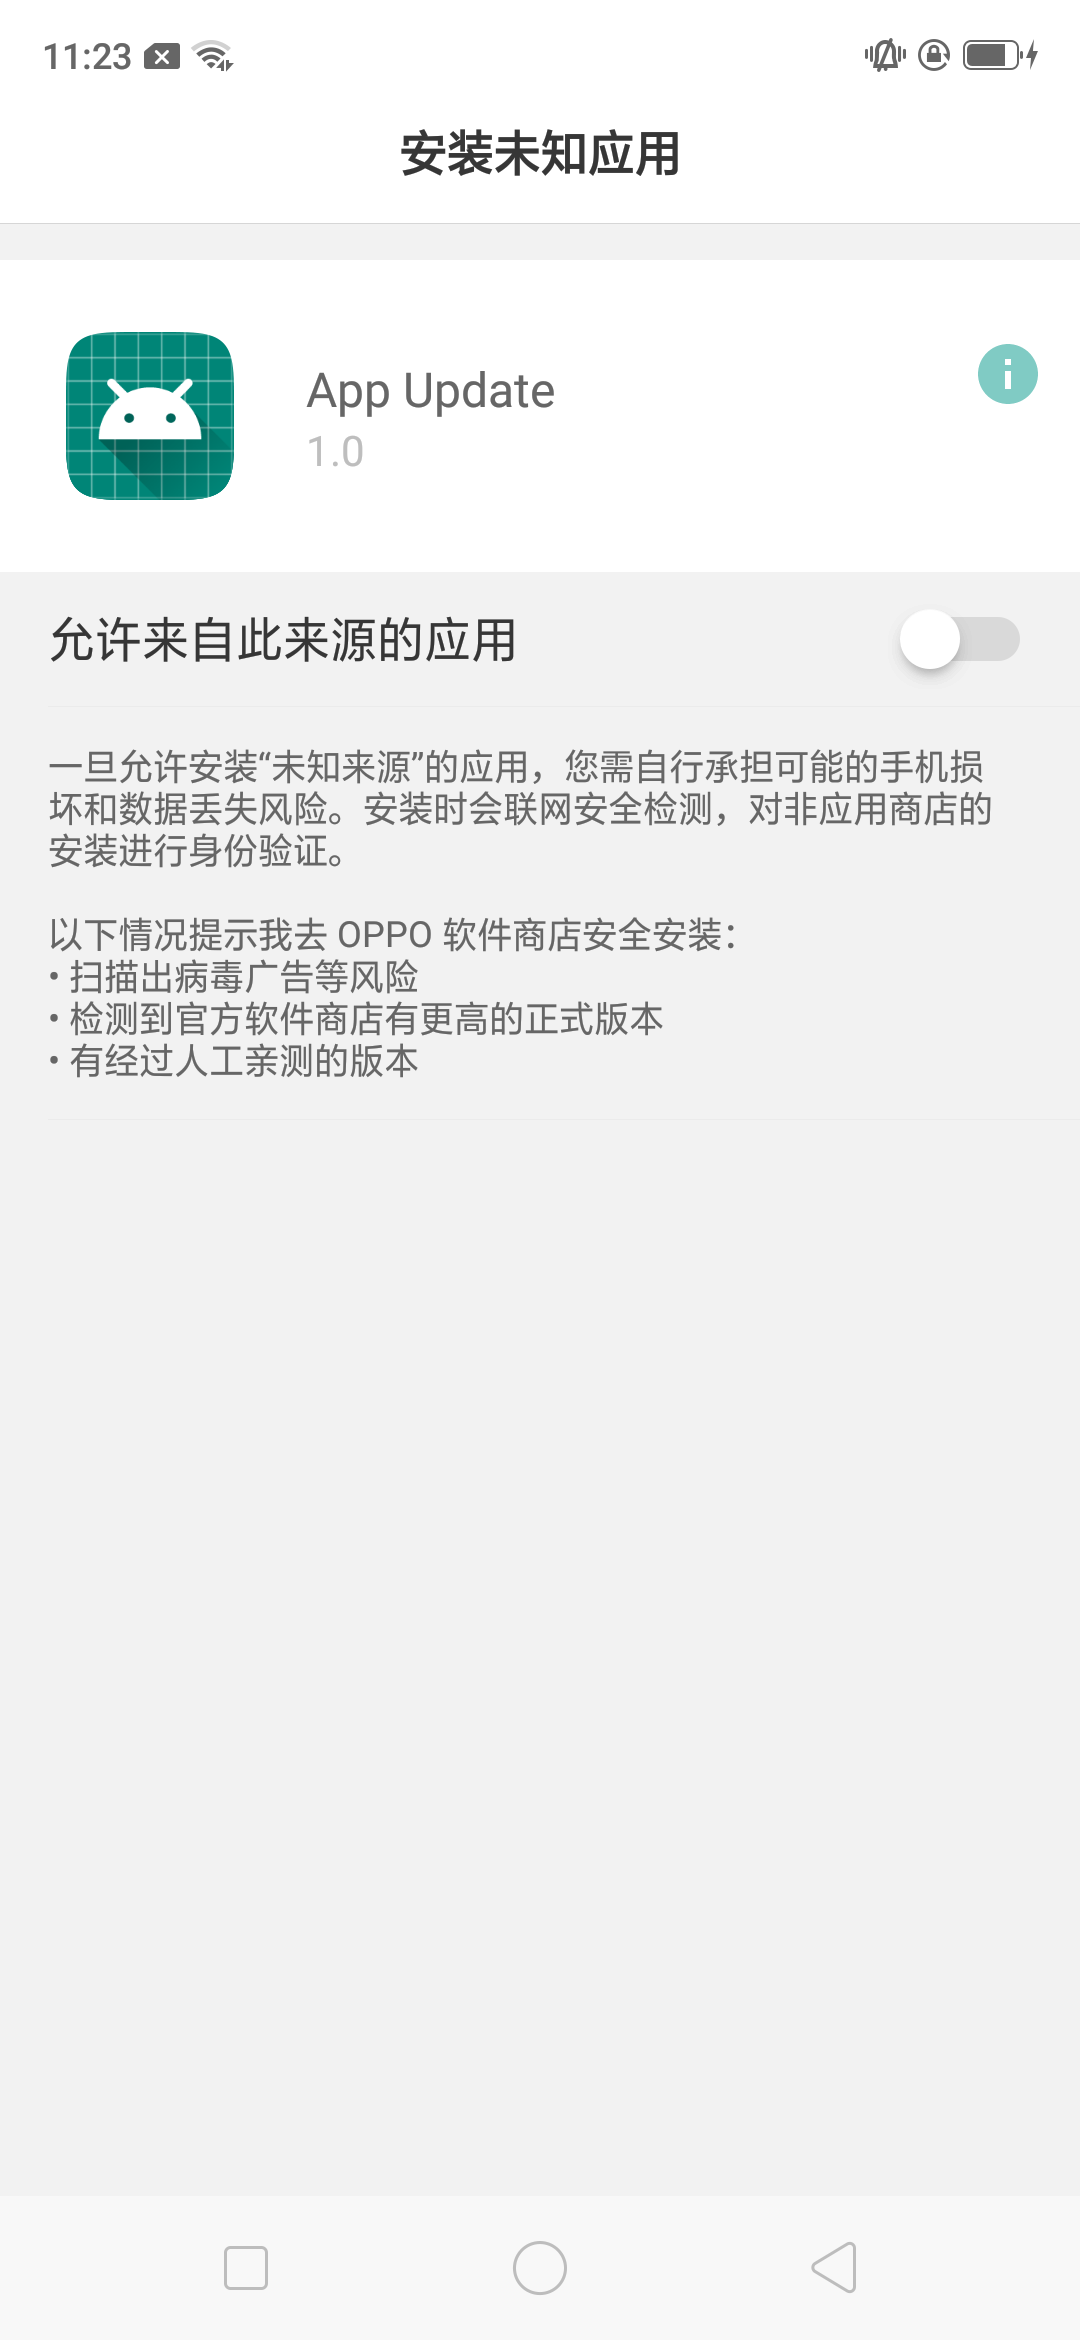 11:23
安装未知应用
App Update
1.0
允许来自此来源的应用
一旦允许安装“未知来源”的应用，您需自行承担可能的手机损
坏和数据丢失风险。安装时会联网安全检测，对非应用商店的
安装进行身份验证。
以下情况提示我去 OPPO 软件商店安全安装：
• 扫描出病毒广告等风险
• 检测到官方软件商店有更高的正式版本
• 有经过人工亲测的版本